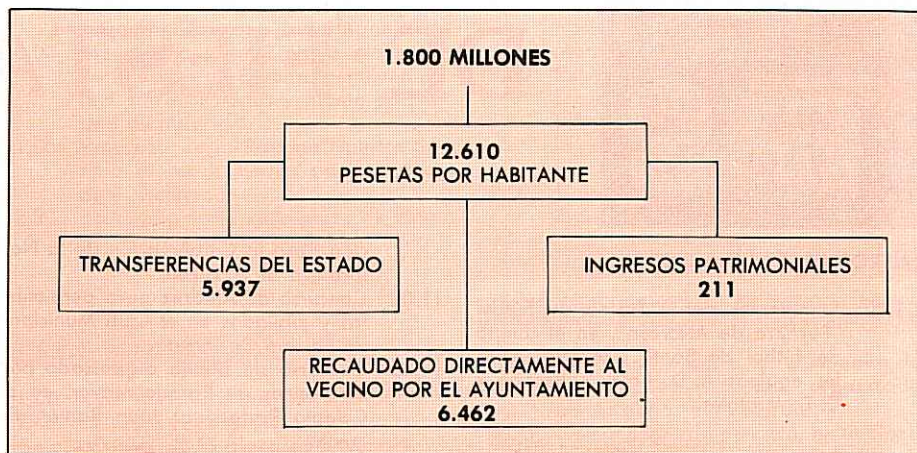 1.800 MILLONES
12.610
PESETAS POR HABITANTE
TRANSFERENCIAS DEL ESTADO
5.937
INGRESOS PATRIMONIALES
211
RECAUDADO DIRECTAMENTE AL
VECINO POR EL AYUNTAMIENTO
6.462